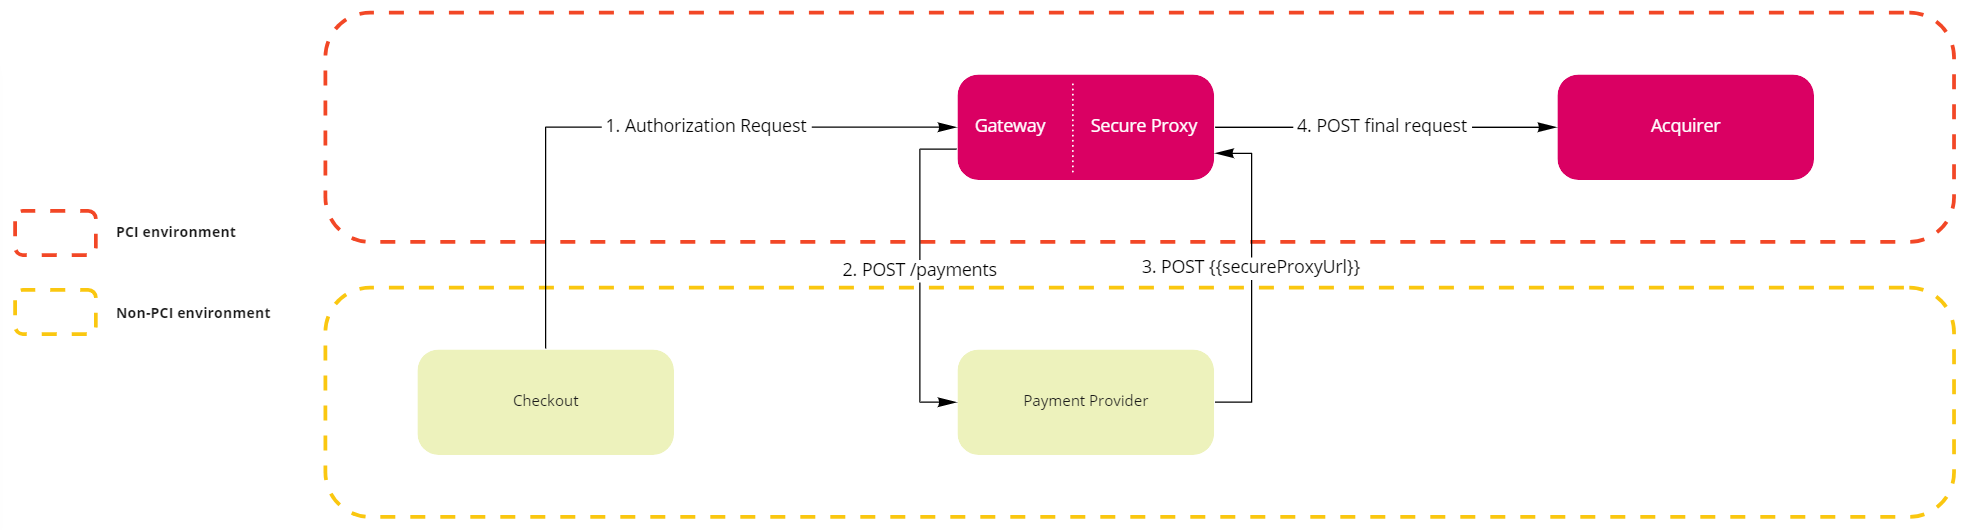 1. Authorization Request
Gateway
Secure Proxy
4. POST final request
Acquirer
PCI environment
2. POST /payments
3. POST {{secureProxyUrl}}
Non-PCI environment
Checkout
Payment Provider